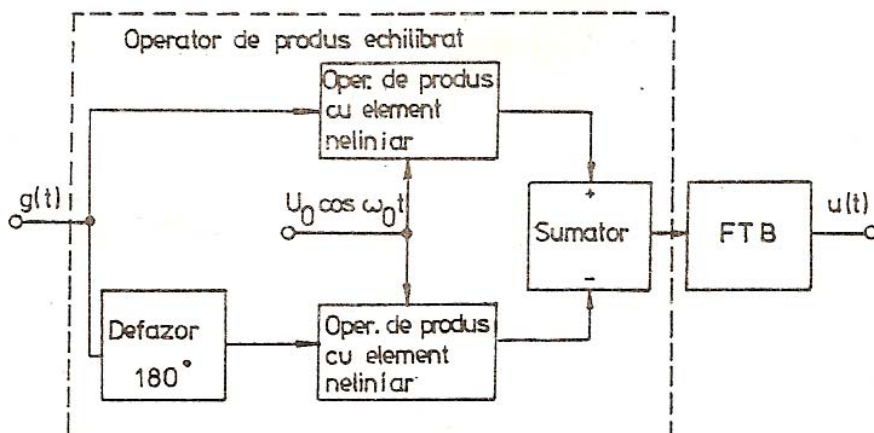 Operator de produs echilibrat
Oper. de produs
cu element
neliniar
g(t)
U₀ cos ω₀t
+
Sumator
-
FTB
u(t)
Defazor
180°
Oper. de produs
cu element
neliniar